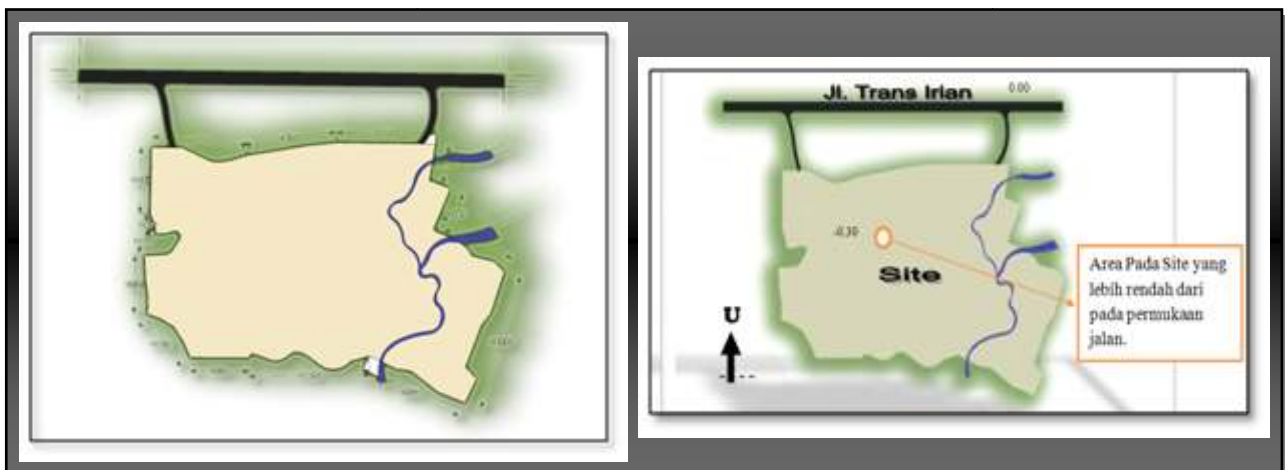 Jl. Trans Irian
0.00
-0.30
Site
Area Pada Site yang
lebih rendah dari
pada permukaan
jalan.
U